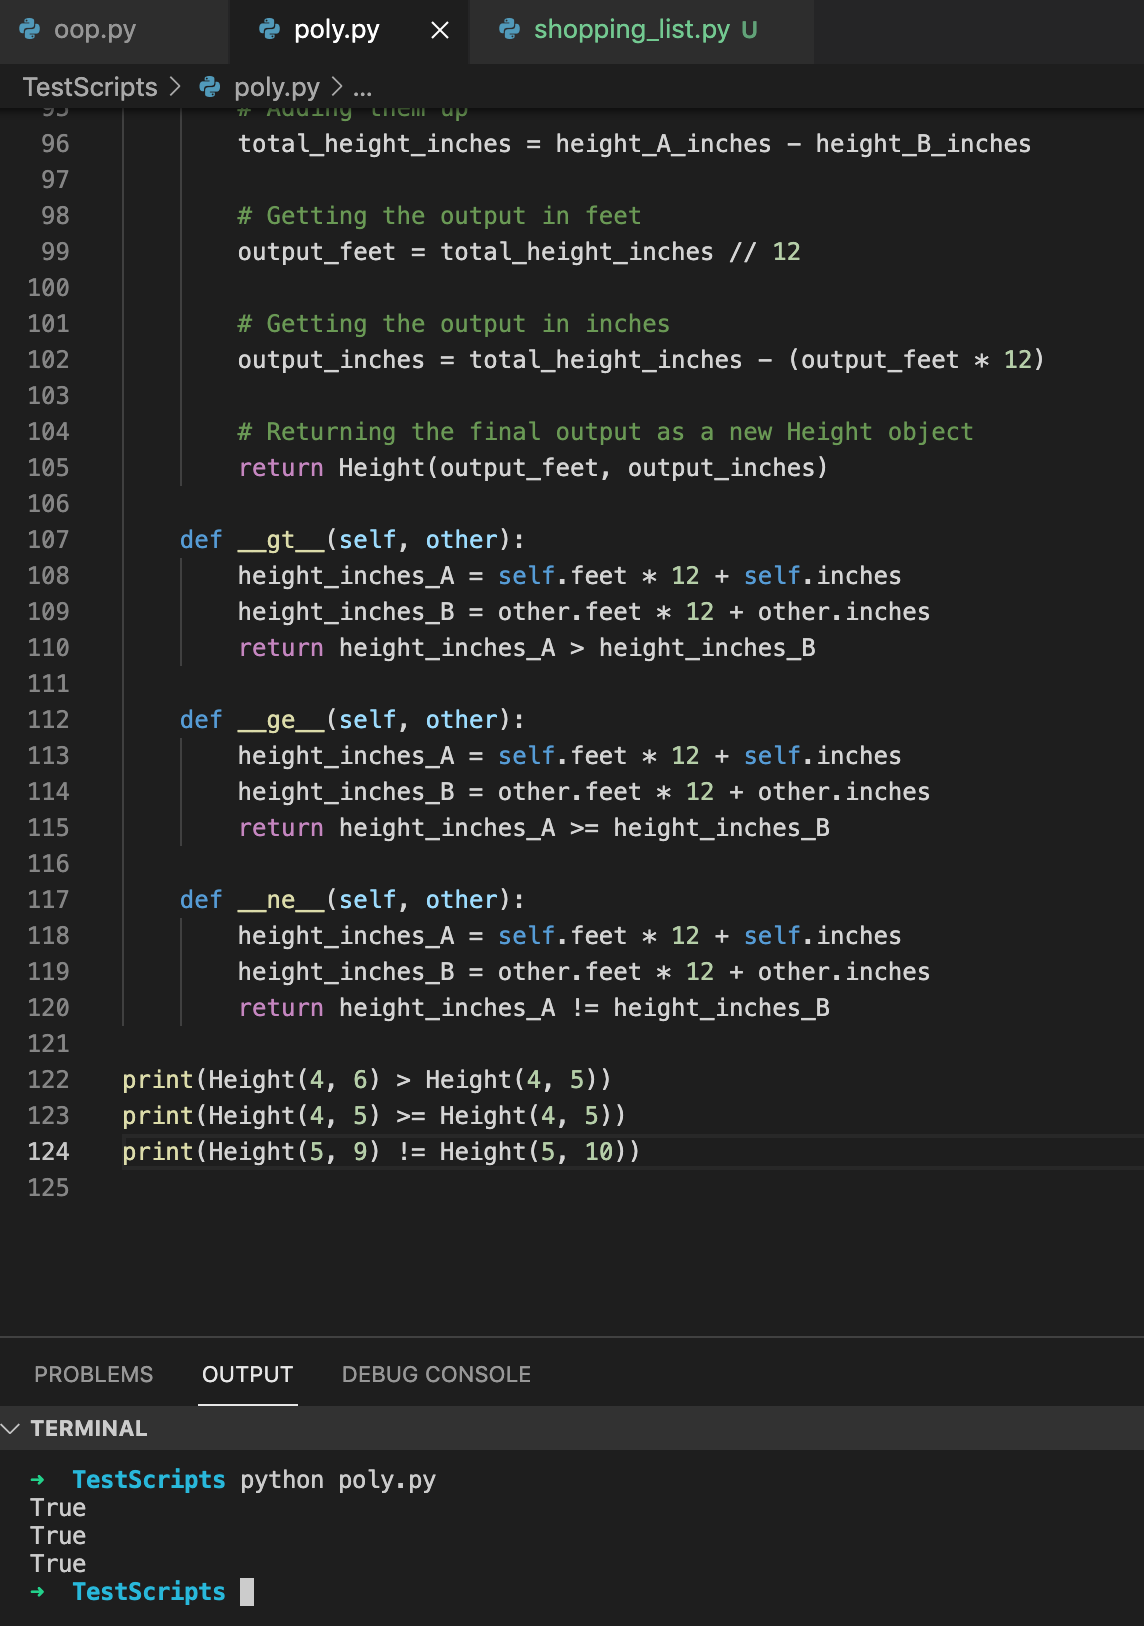 oop.py poly.py × shopping_list.py U
TestScripts > poly.py > ...
95 # Adding them up
96 total_height_inches = height_A_inches - height_B_inches
97
98 # Getting the output in feet
99 output_feet = total_height_inches // 12
100
101 # Getting the output in inches
102 output_inches = total_height_inches - (output_feet * 12)
103
104 # Returning the final output as a new Height object
105 return Height(output_feet, output_inches)
106
107 def __gt__(self, other):
108 height_inches_A = self.feet * 12 + self.inches
109 height_inches_B = other.feet * 12 + other.inches
110 return height_inches_A > height_inches_B
111
112 def __ge__(self, other):
113 height_inches_A = self.feet * 12 + self.inches
114 height_inches_B = other.feet * 12 + other.inches
115 return height_inches_A >= height_inches_B
116
117 def __ne__(self, other):
118 height_inches_A = self.feet * 12 + self.inches
119 height_inches_B = other.feet * 12 + other.inches
120 return height_inches_A != height_inches_B
121
122 print(Height(4, 6) > Height(4, 5))
123 print(Height(4, 5) >= Height(4, 5))
124 print(Height(5, 9) != Height(5, 10))
125
PROBLEMS OUTPUT DEBUG CONSOLE
TERMINAL
➜ TestScripts python poly.py
True
True
True
➜ TestScripts